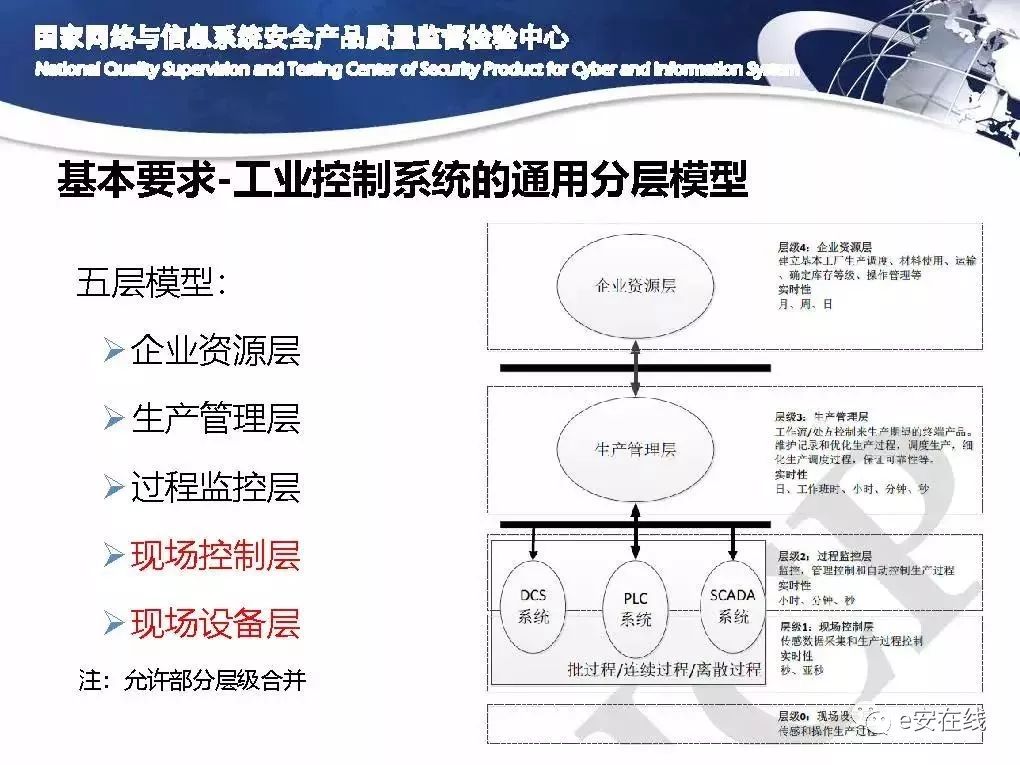 国家网络与信息系统安全产品质量监督检验中心
National Quality Supervision and Testing Center of Security Product for Cyber and Information System
基本要求-工业控制系统的通用分层模型
五层模型：
企业资源层
生产管理层
过程监控层
现场控制层
现场设备层
注：允许部分层级合并
企业资源层
层级4：企业资源层
建立基本工厂生产调度、材料使用、运输
、确定库存等级、操作管理等
实时性
月、周、日
生产管理层
层级3：生产管理层
工作流/处方控制来生产期望的终端产品。
维护记录和优化生产过程，调度生产，细
化生产调度过程，保证可靠性等。
实时性
日、工作班时、小时、分钟、秒
DCS
系统
PLC
系统
SCADA
系统
批过程/连续过程/离散过程
层级2：过程监控层
监控，管理控制和自动控制生产过程
实时性
小时、分钟、秒
层级1：现场控制层
传感数据采集和生产过程控制
实时性
秒、亚秒
层级0：现场设
传感和操作生产过程
e安在线